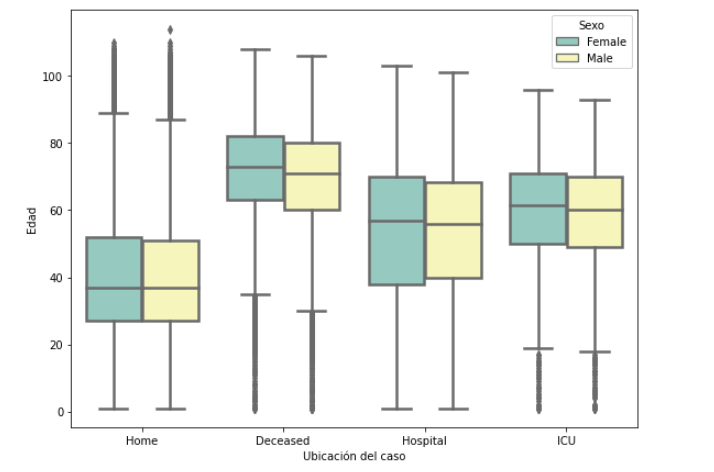 Sexo
Female
Male
100
80
60
40
20
0
Edad
Home Deceased Hospital ICU
Ubicación del caso